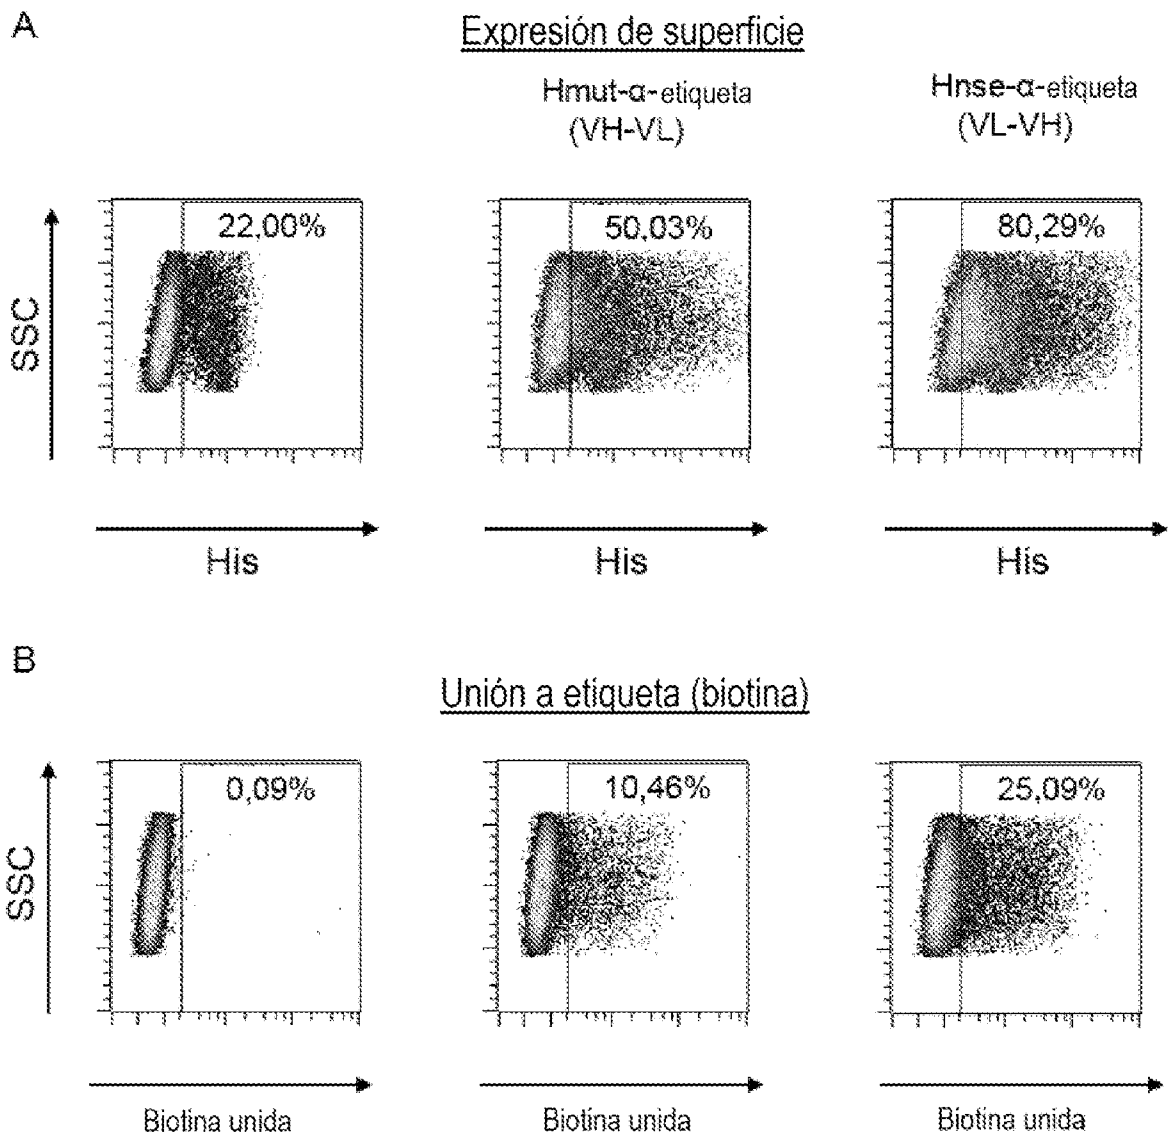 A
Expresión de superficie
Hmut-α-etiqueta
(VH-VL)
Hnse-α-etiqueta
(VL-VH)
22,00%
50,03%
80,29%
SSC
His
His
His
B
Unión a etiqueta (biotina)
0,09%
10,46%
25,09%
SSC
Biotina unida
Biotina unida
Biotina unida